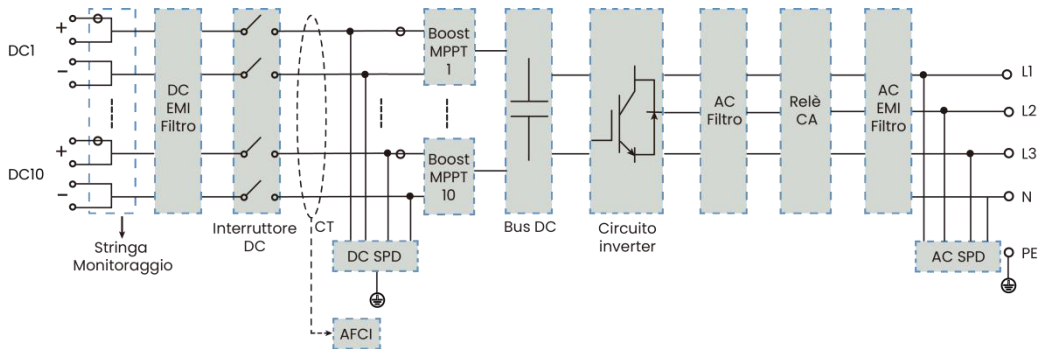 DC1
+
−
DC10
+
−
Stringa
Monitoraggio
DC
EMI
Filtro
Interruttore
DC
CT
DC SPD
AFCI
Boost
MPPT
1
Boost
MPPT
10
Bus DC
Circuito
inverter
AC
Filtro
Relè
CA
AC
EMI
Filtro
AC SPD
L1
L2
L3
N
PE